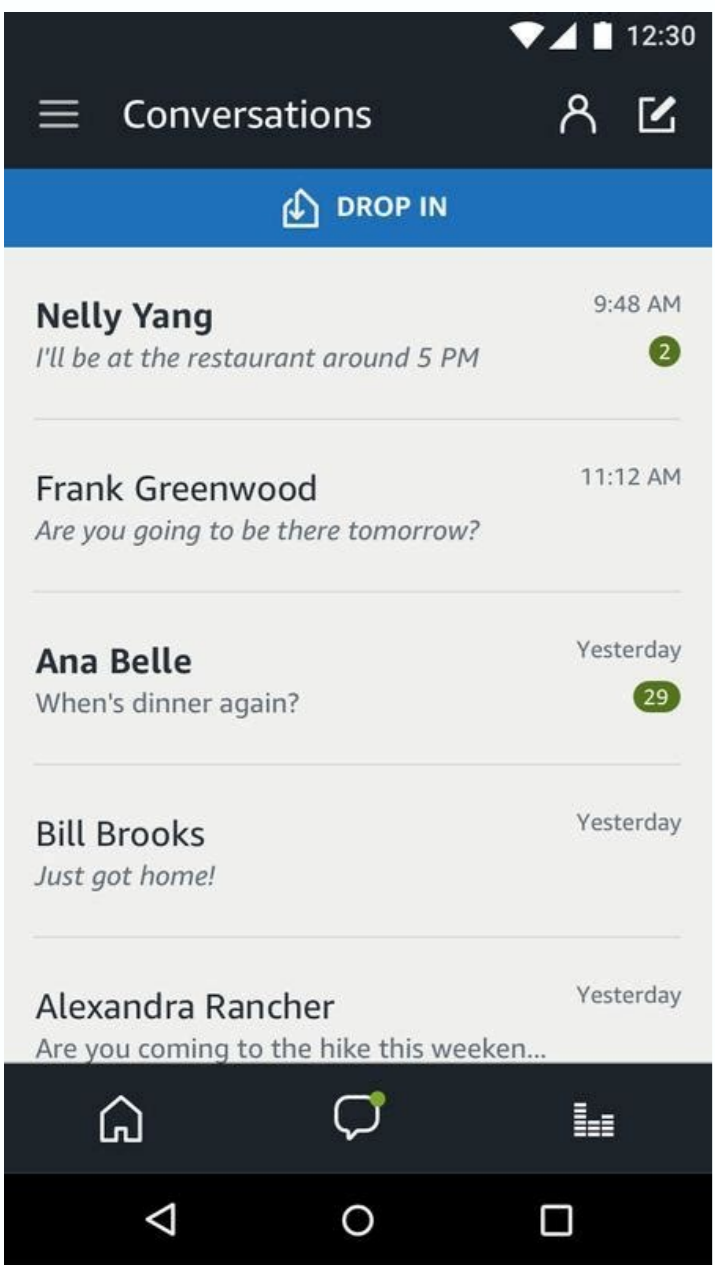 12:30
Conversations
DROP IN
Nelly Yang
9:48 AM
I'll be at the restaurant around 5 PM
2
Frank Greenwood
11:12 AM
Are you going to be there tomorrow?
Ana Belle
Yesterday
When's dinner again?
29
Bill Brooks
Yesterday
Just got home!
Alexandra Rancher
Yesterday
Are you coming to the hike this weeken...